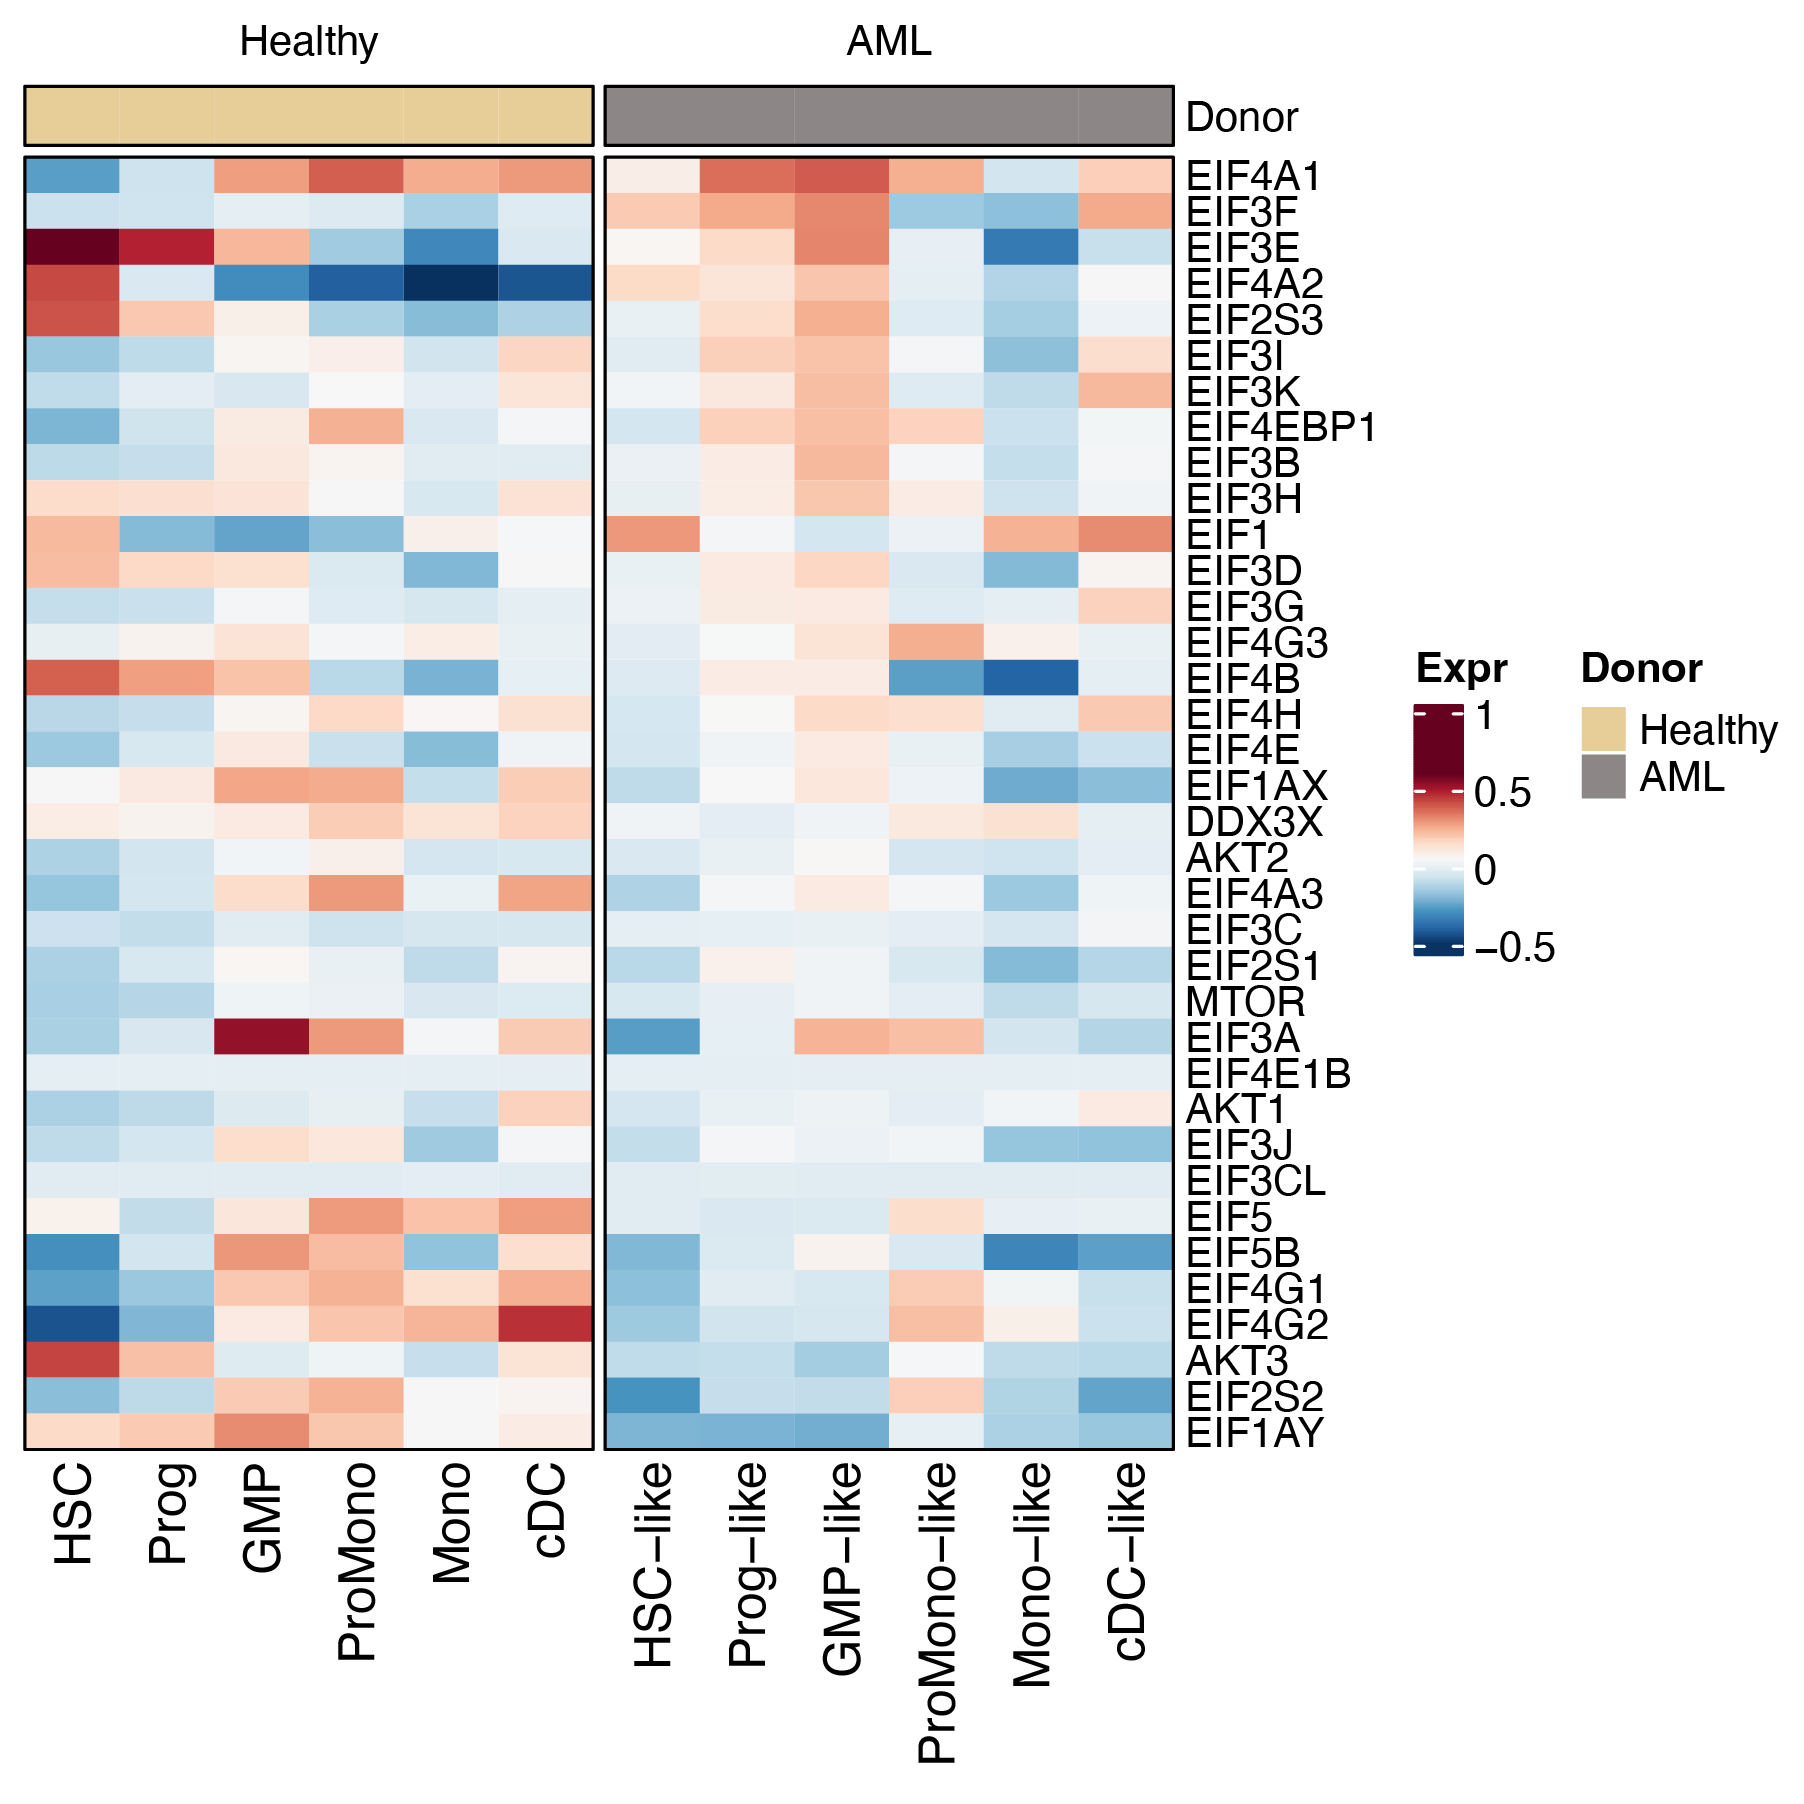 Healthy
AML
Donor
EIF4A1
EIF3F
EIF3E
EIF4A2
EIF2S3
EIF3I
EIF3K
EIF4EBP1
EIF3B
EIF3H
EIF1
EIF3D
EIF3G
EIF4G3
EIF4B
EIF4H
EIF4E
EIF1AX
DDX3X
AKT2
EIF4A3
EIF3C
EIF2S1
MTOR
EIF3A
EIF4E1B
AKT1
EIF3J
EIF3CL
EIF5
EIF5B
EIF4G1
EIF4G2
AKT3
EIF2S2
EIF1AY
HSC
Prog
GMP
ProMono
Mono
cDC
HSC−like
Prog−like
GMP−like
ProMono−like
Mono−like
cDC−like
Expr
1
0.5
0
−0.5
Donor
Healthy
AML